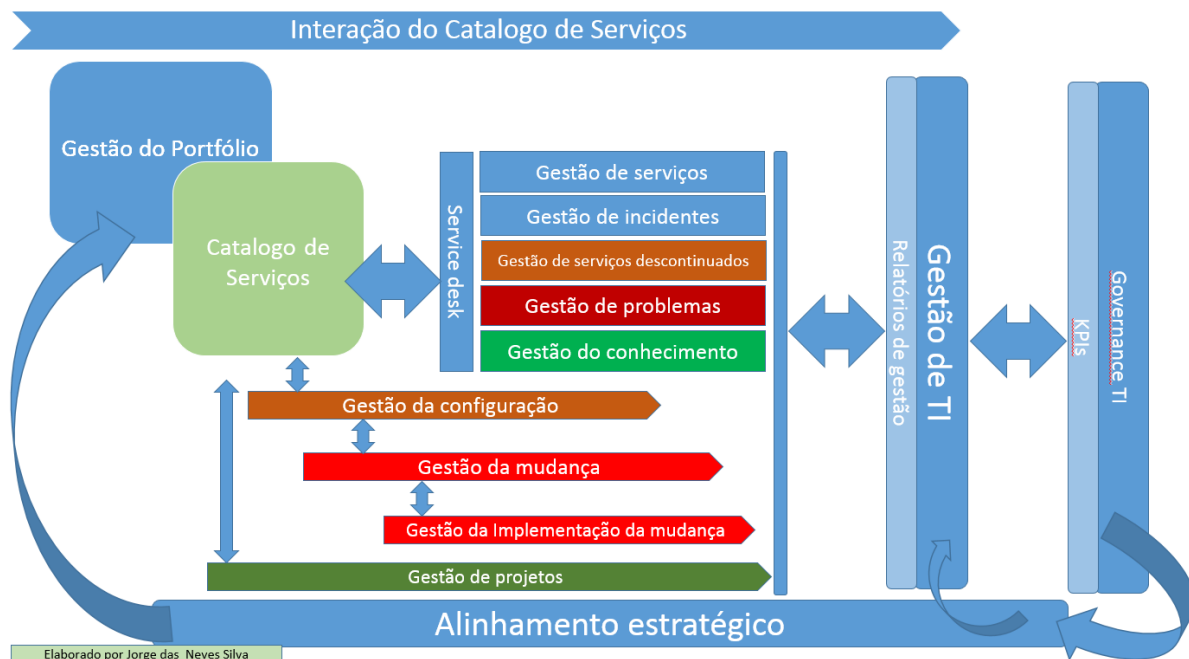 Interação do Catalogo de Serviços
Gestão do Portfólio
Catalogo de
Serviços
Service desk
Gestão de serviços
Gestão de incidentes
Gestão de serviços descontinuados
Gestão de problemas
Gestão do conhecimento
Gestão da configuração
Gestão da mudança
Gestão da Implementação da mudança
Gestão de projetos
Relatórios de gestão
Gestão de TI
KPIs
Governance TI
Alinhamento estratégico
Elaborado por Jorge das Neves Silva